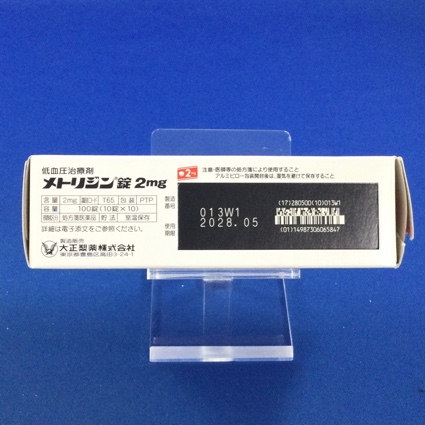 低血圧治療剤
メトリジン®錠2mg
含量 2mg 識別コード T65 包装 PTP
容量 100錠(10錠×10)
規制区分 処方箋医薬品 貯法 室温保存
詳細は電子添文をご参照ください。
製造販売
大正製薬株式会社
東京都豊島区高田3-24-1
2mg
注意-医師等の処方箋により使用すること
アルミピロー包装開封後は、湿気を避けて保存すること
製造番号 013W1
使用期限 2028.05
(17)280500(10)013W1
(01)14987306065847